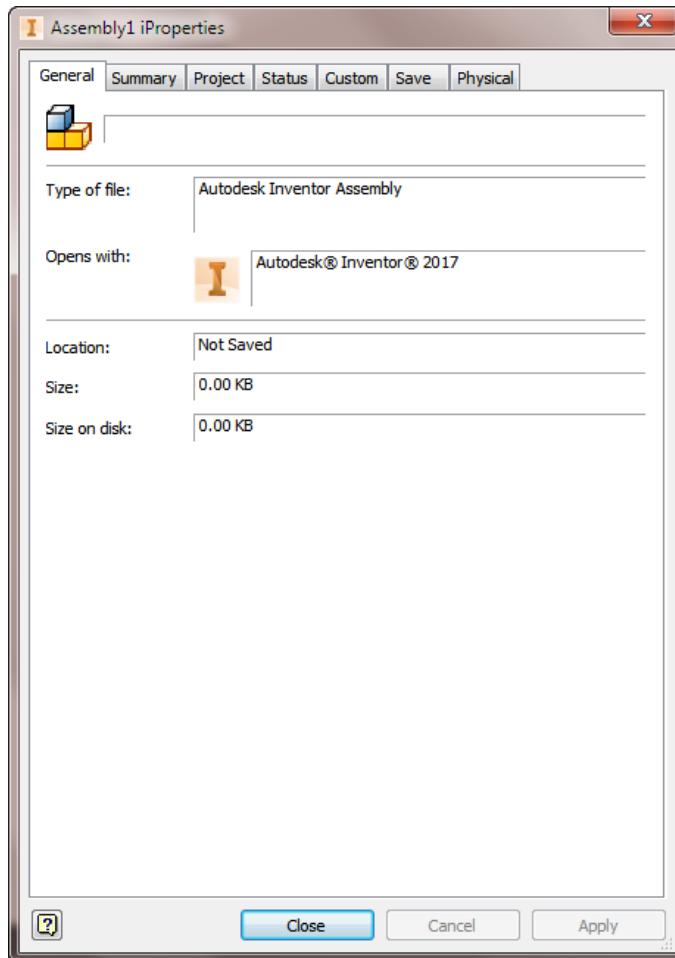 Assembly1 iProperties
General Summary Project Status Custom Save Physical
Type of file: Autodesk Inventor Assembly
Opens with: Autodesk® Inventor® 2017
Location: Not Saved
Size: 0.00 KB
Size on disk: 0.00 KB
Close Cancel Apply